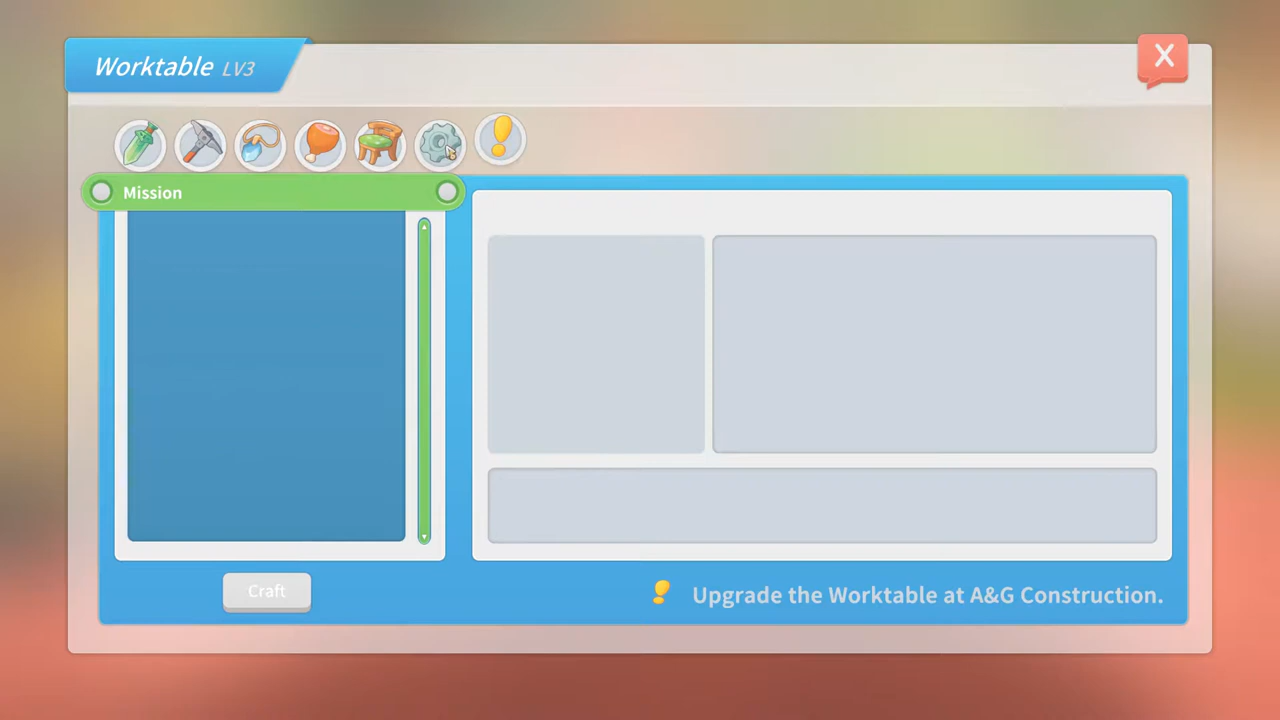 Worktable LV3
X
Mission
Craft
Upgrade the Worktable at A&G Construction.